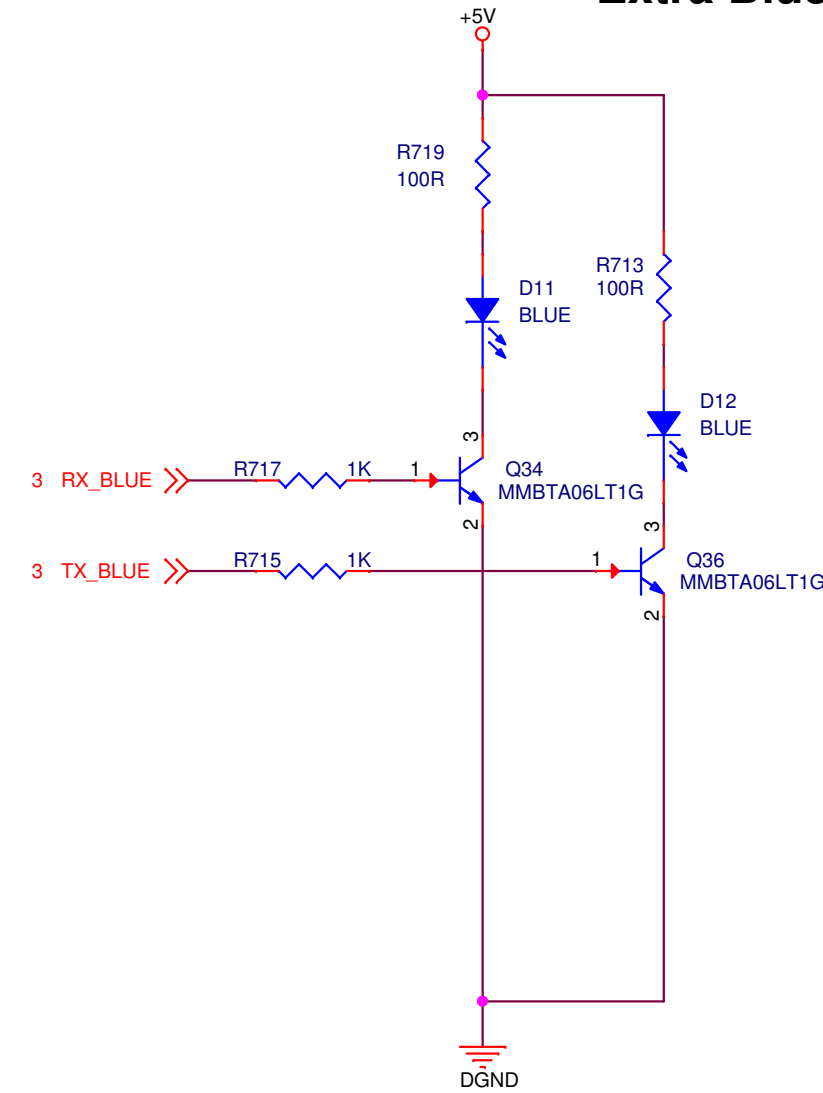 +5V
R719
100R
R713
100R
D11
BLUE
D12
BLUE
3 RX_BLUE
R717
1K
1
3
Q34
MMBTA06LT1G
2
3 TX_BLUE
R715
1K
1
3
Q36
MMBTA06LT1G
2
DGND